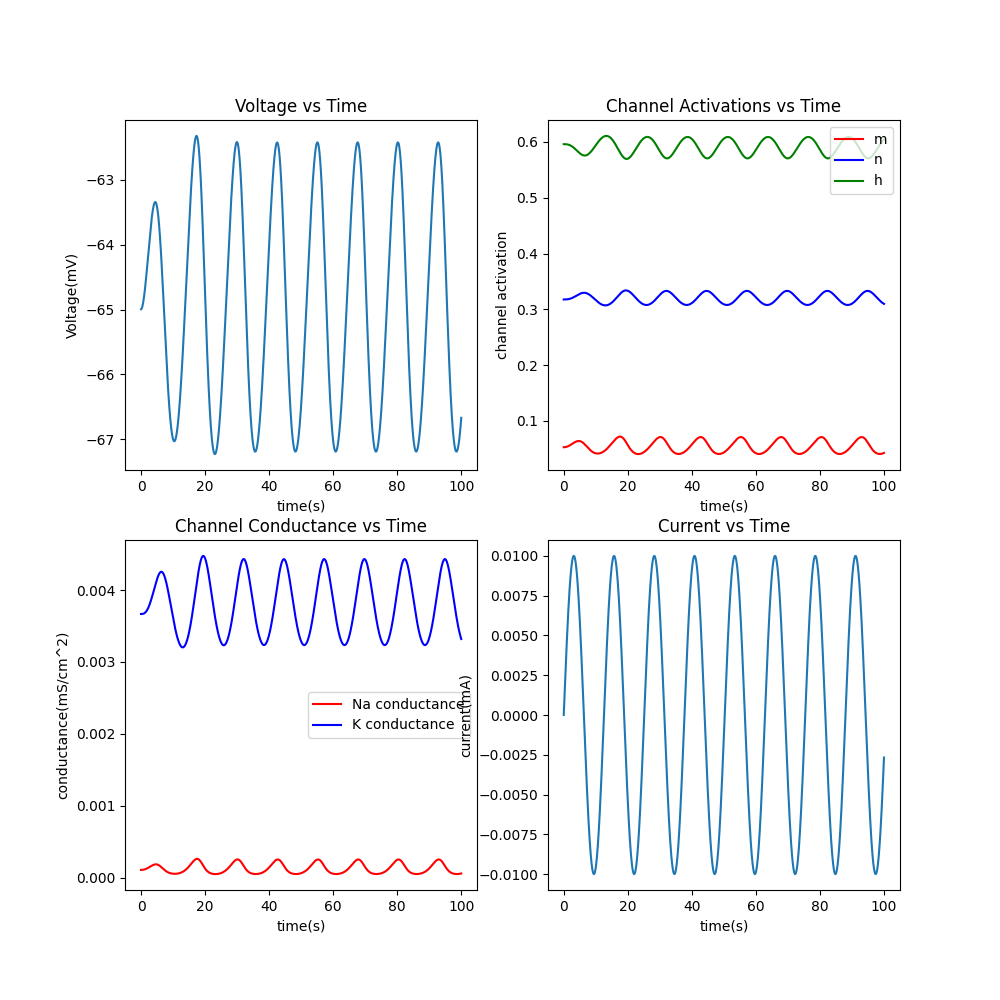 Voltage vs Time
Voltage(mV)
−63
−64
−65
−66
−67
0 20 40 60 80 100
time(s)
Channel Activations vs Time
channel activation
0.6
0.5
0.4
0.3
0.2
0.1
m
n
h
0 20 40 60 80 100
time(s)
Channel Conductance vs Time
conductance(mS/cm^2)
0.004
0.003
0.002
0.001
0.000
Na conductance
K conductance
0 20 40 60 80 100
time(s)
Current vs Time
current(mA)
0.0100
0.0075
0.0050
0.0025
0.0000
−0.0025
−0.0050
−0.0075
−0.0100
0 20 40 60 80 100
time(s)